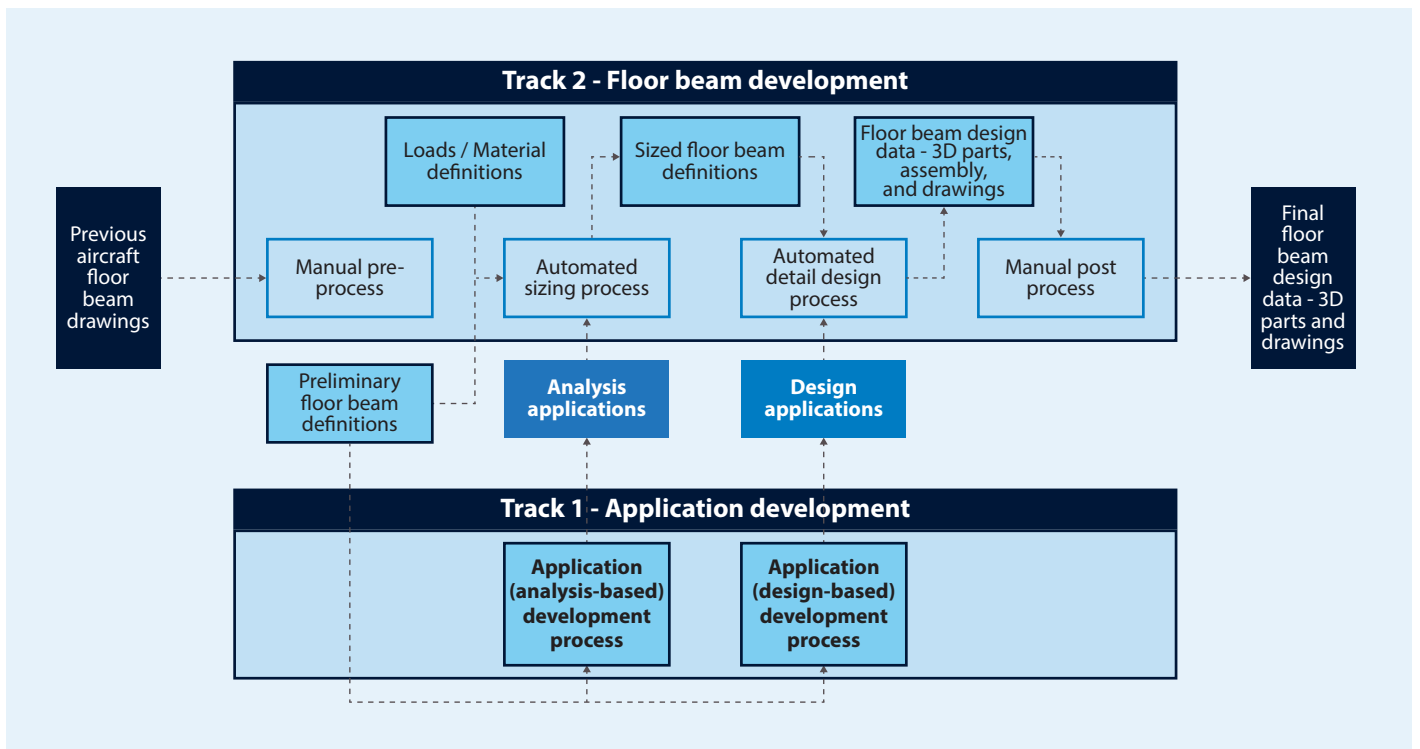 Track 2 - Floor beam development
Loads / Material
definitions
Sized floor beam
definitions
Floor beam design
data - 3D parts,
assembly,
and drawings
Previous
aircraft
floor
beam
drawings
Manual pre-
process
Automated
sizing process
Automated
detail design
process
Manual post
process
Final
floor
beam
design
data - 3D
parts and
drawings
Preliminary
floor beam
definitions
Analysis
applications
Design
applications
Track 1 - Application development
Application
(analysis-based)
development
process
Application
(design-based)
development
process